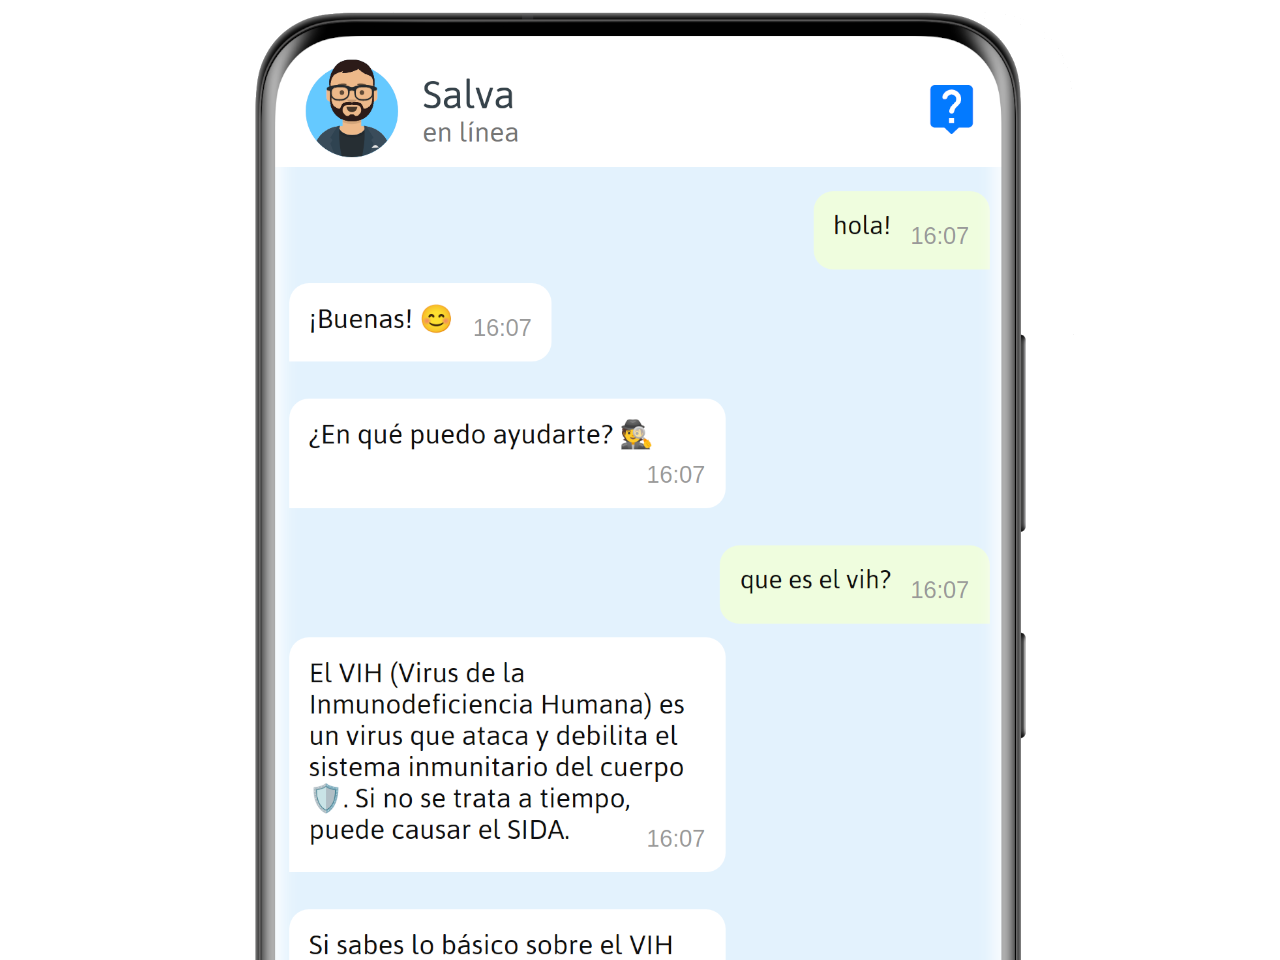 Salva
en línea
hola! 16:07
¡Buenas! 😊 16:07
¿En qué puedo ayudarte? 🕵️
16:07
que es el vih? 16:07
El VIH (Virus de la
Inmunodeficiencia Humana) es
un virus que ataca y debilita el
sistema inmunitario del cuerpo
🛡️. Si no se trata a tiempo,
puede causar el SIDA. 16:07
Si sabes lo básico sobre el VIH